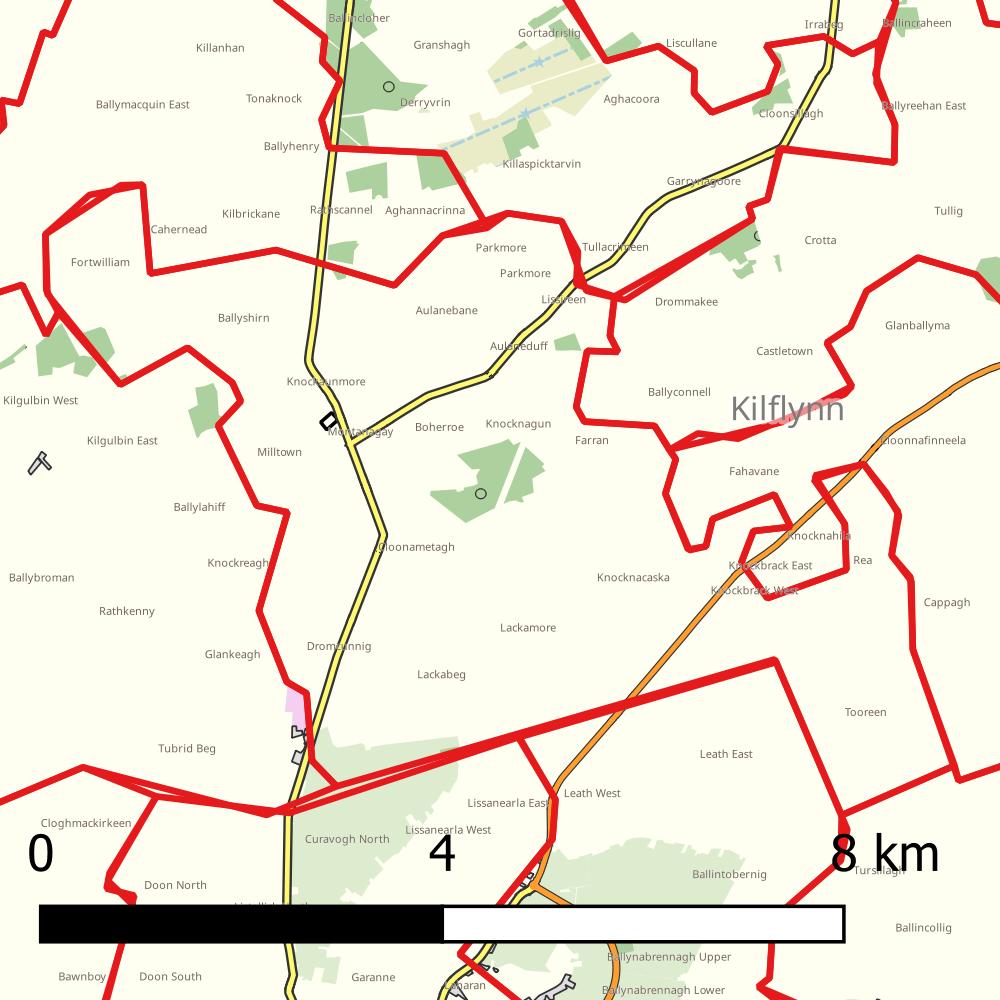 Ballincloher
Irrabeg
Ballincraheen
Gortadrislig
Killanhan
Granshagh
Liscullane
Tonaknock
Derryvrin
Aghacoora
Ballymacquin East
Cloonsillagh
Ballyreehan East
Ballyhenry
Killaspicktarvin
Garrynagoore
Kilbrickane
Rathscannel
Aghannacrinna
Tullig
Cahernead
Parkmore
Tullacrimeen
Crotta
Fortwilliam
Parkmore
Lissireen
Drommakee
Ballyshirn
Aulanebane
Glanballyma
Aulaneduff
Castletown
Knockaunmore
Ballyconnell
Kilgulbin West
Kilflynn
Montanagay
Boherroe
Knocknagun
Kilgulbin East
Farran
Cloonnafinneela
Milltown
Fahavane
Ballylahiff
Knocknahila
Cloonametagh
Knockreagh
Knockbrack East
Rea
Ballybroman
Knocknacaska
Knockbrack West
Rathkenny
Cappagh
Lackamore
Glankeagh
Lackabeg
Tooreen
Tubrid Beg
Leath East
Leath West
Lissanearla East
Cloghmackirkeen
Lissanearla West
Curavogh North
0 4 8 km
Ballintobernig
Doon North
Ballincollig
Ballynabrennagh Upper
Bawnboy
Doon South
Garanne
Ballynabrennagh Lower